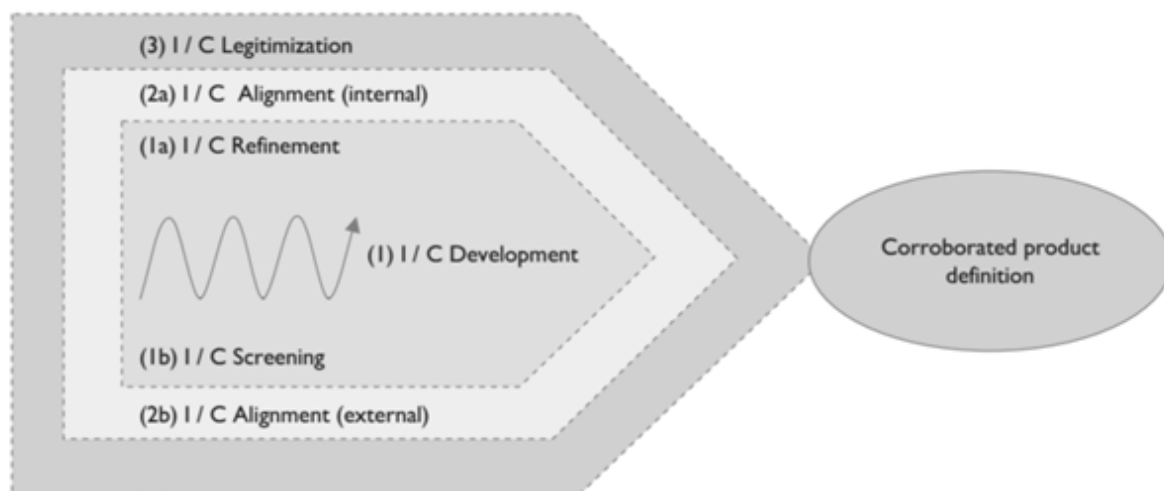 (3) I / C Legitimization
(2a) I / C  Alignment (internal)
(1a) I / C Refinement
(1) I / C Development
(1b) I / C Screening
(2b) I / C Alignment (external)
Corroborated product
definition